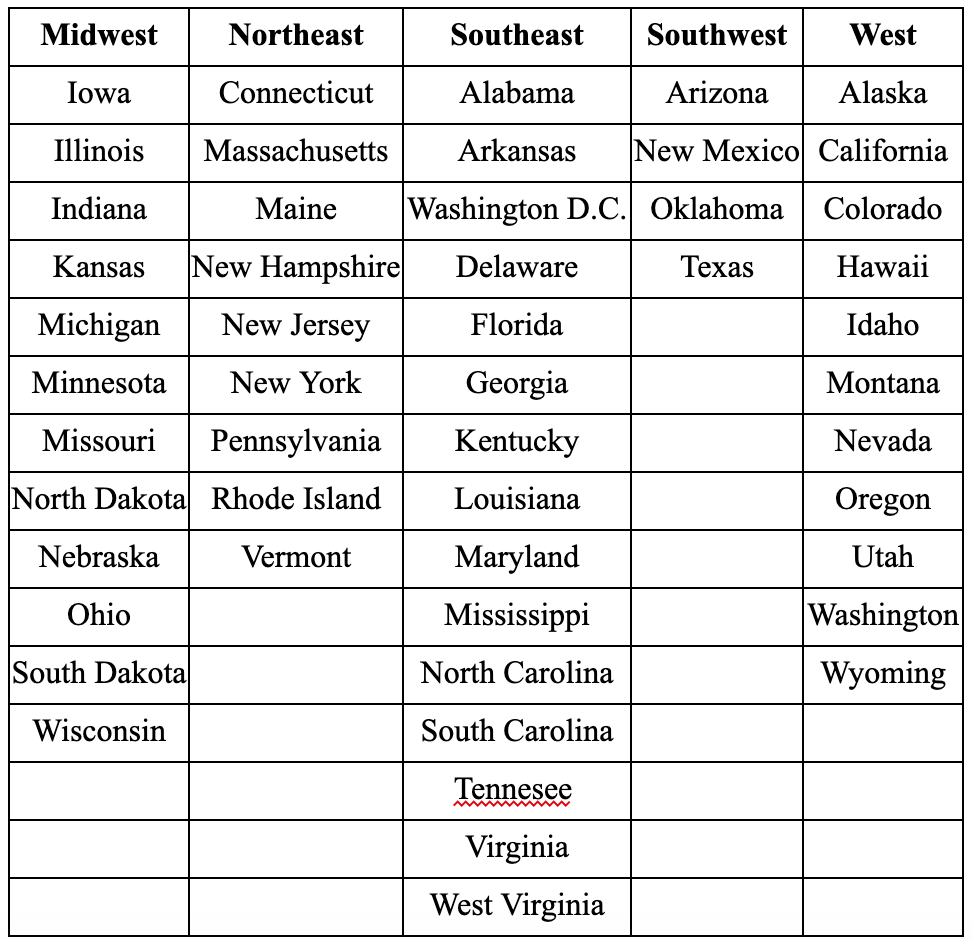 Midwest Northeast Southeast Southwest West
Iowa Connecticut Alabama Arizona Alaska
Illinois Massachusetts Arkansas New Mexico California
Indiana Maine Washington D.C. Oklahoma Colorado
Kansas New Hampshire Delaware Texas Hawaii
Michigan New Jersey Florida Idaho
Minnesota New York Georgia Montana
Missouri Pennsylvania Kentucky Nevada
North Dakota Rhode Island Louisiana Oregon
Nebraska Vermont Maryland Utah
Ohio Mississippi Washington
South Dakota North Carolina Wyoming
Wisconsin South Carolina
Tennesee
Virginia
West Virginia